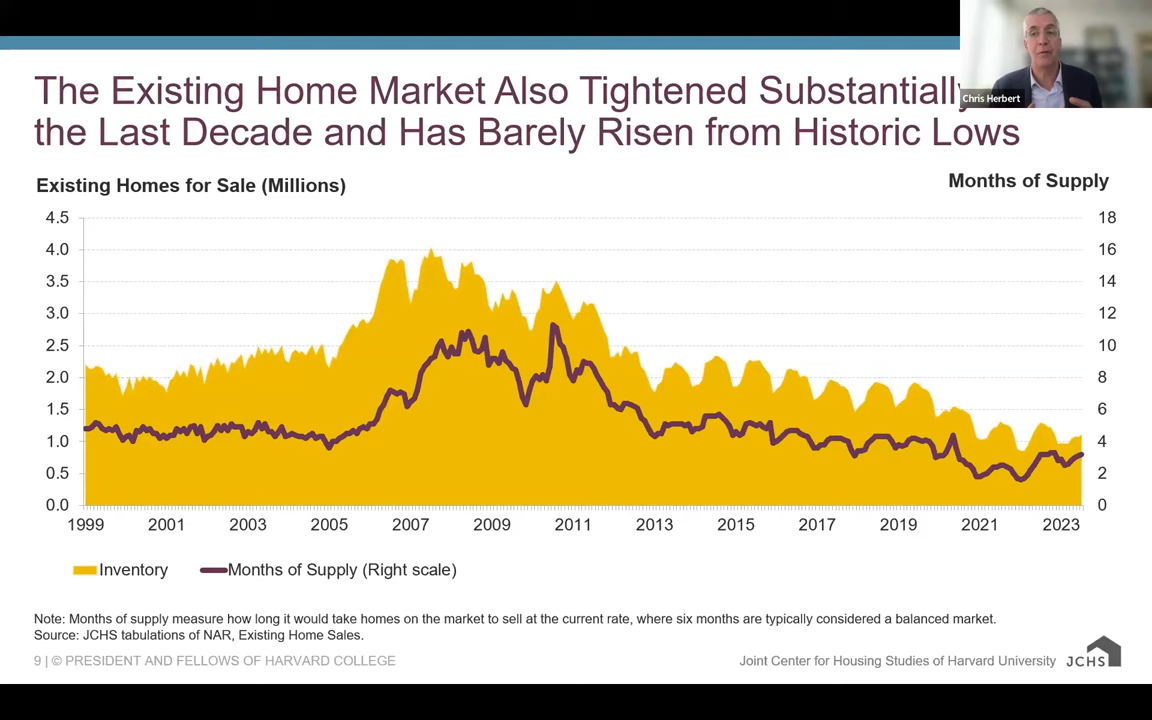 The Existing Home Market Also Tightened Substantially
the Last Decade and Has Barely Risen from Historic Lows
Chris Herbert
Existing Homes for Sale (Millions)
Months of Supply
4.5
4.0
3.5
3.0
2.5
2.0
1.5
1.0
0.5
0.0
18
16
14
12
10
8
6
4
2
0
1999 2001 2003 2005 2007 2009 2011 2013 2015 2017 2019 2021 2023
Inventory
Months of Supply (Right scale)
Note: Months of supply measure how long it would take homes on the market to sell at the current rate, where six months are typically considered a balanced market.
Source: JCHS tabulations of NAR, Existing Home Sales.
9 | © PRESIDENT AND FELLOWS OF HARVARD COLLEGE
Joint Center for Housing Studies of Harvard University
JCHS